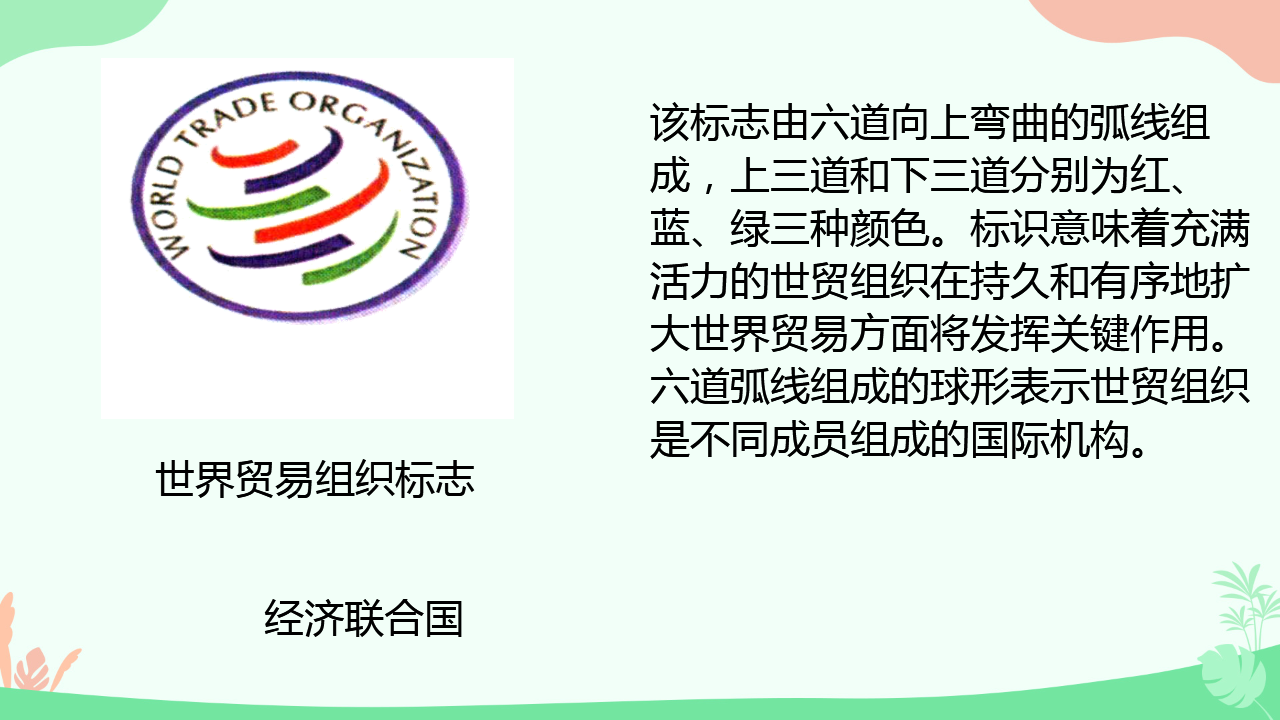 WORLD TRADE ORGANIZATION
世界贸易组织标志
经济联合国
该标志由六道向上弯曲的弧线组
成，上三道和下三道分别为红、
蓝、绿三种颜色。标识意味着充满
活力的世贸组织在持久和有序地扩
大世界贸易方面将发挥关键作用。
六道弧线组成的球形表示世贸组织
是不同成员组成的国际机构。